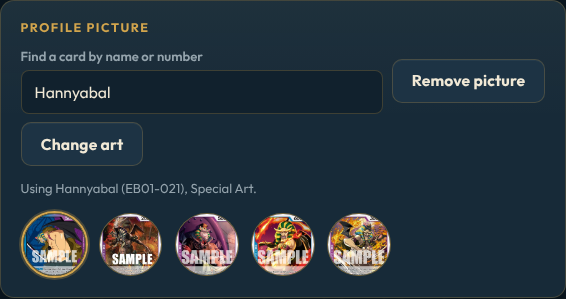 PROFILE PICTURE
Find a card by name or number
Hannyabal
Remove picture
Change art
Using Hannyabal (EB01-021), Special Art.
SAMPLE
SAMPLE
SAMPLE
SAMPLE
SAMPLE